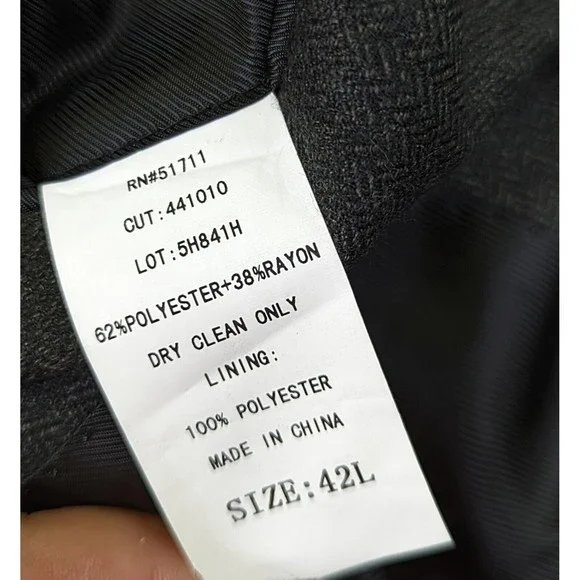 RN#51711
CUT:441010
LOT:5H841H
62%POLYESTER+38%RAYON
DRY CLEAN ONLY
LINING:
100% POLYESTER
MADE IN CHINA
SIZE:42L